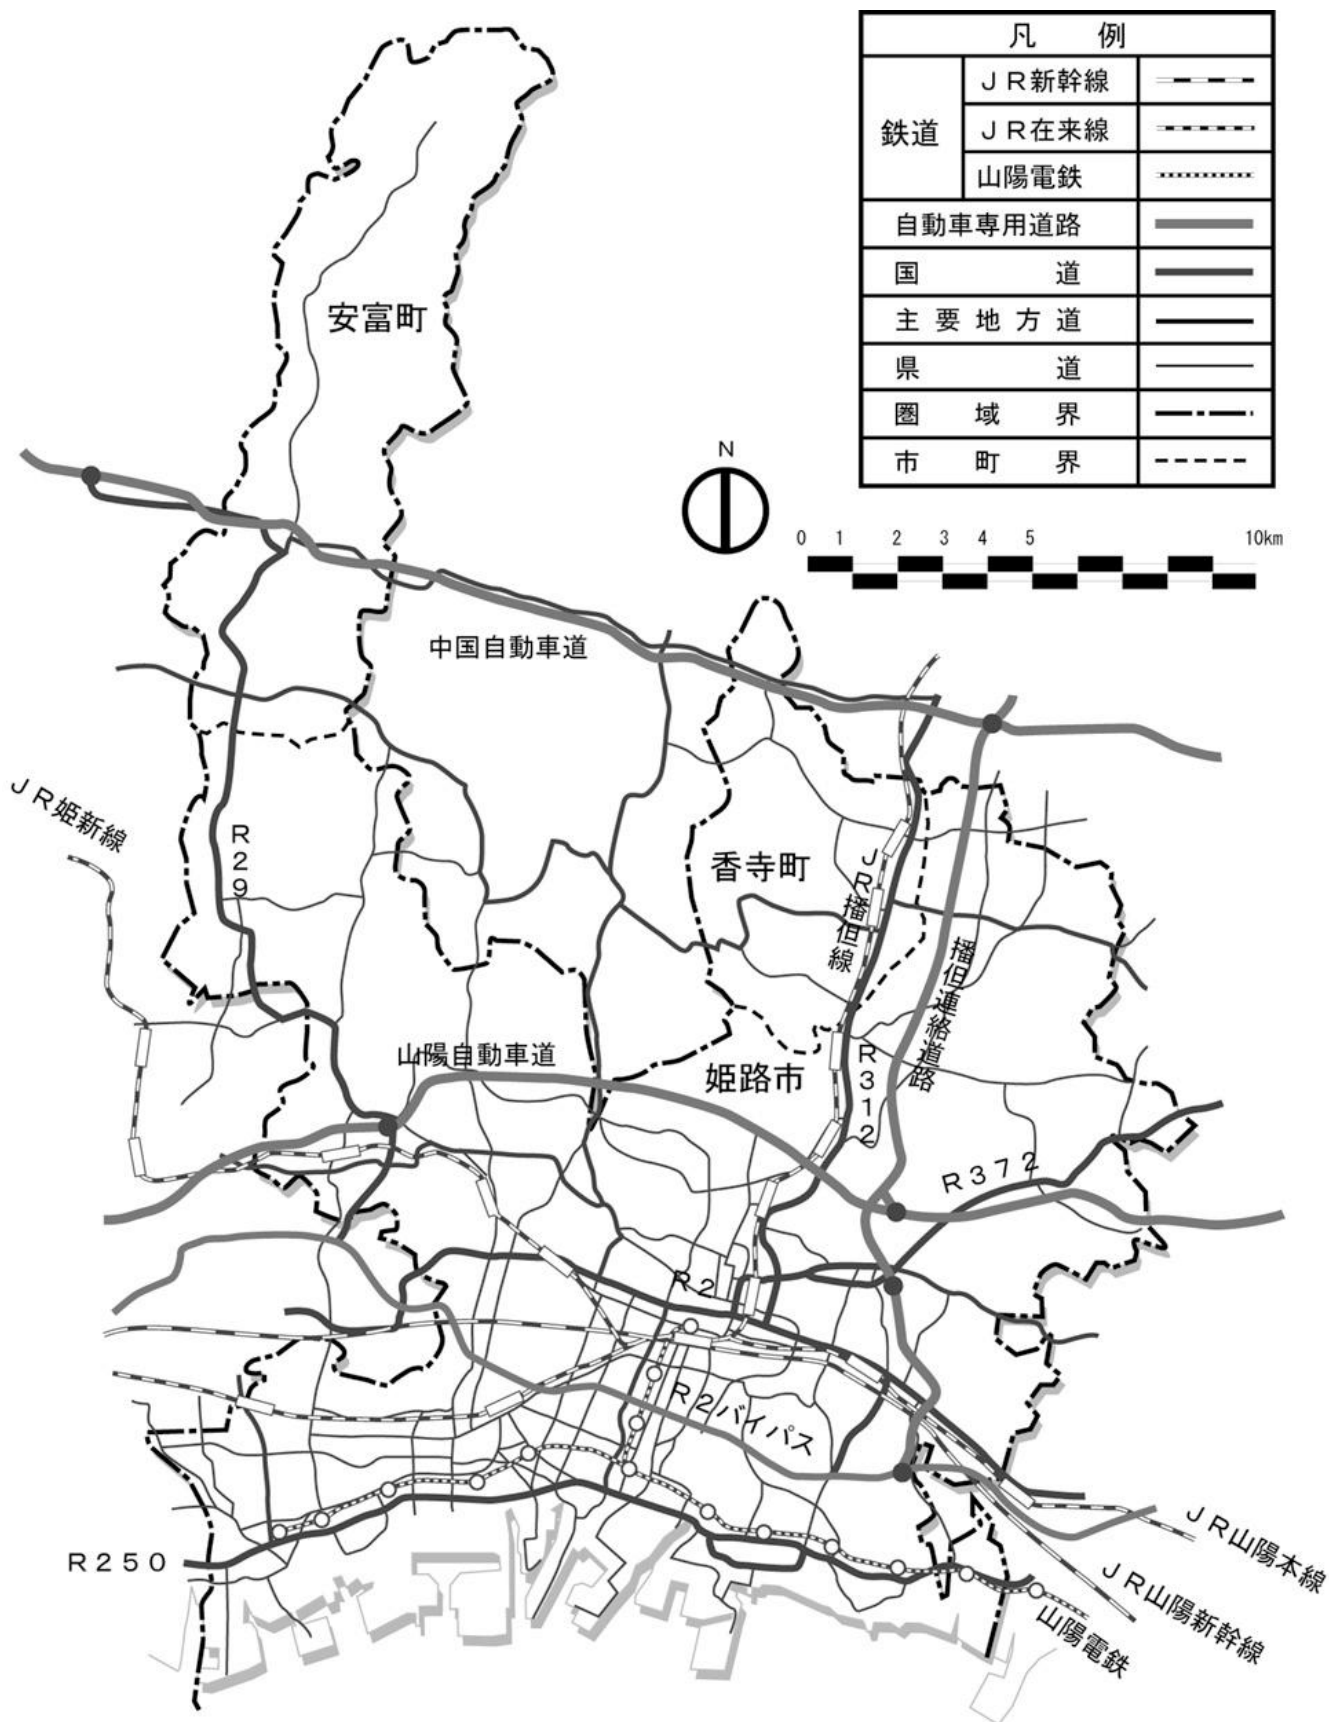 凡　例
鉄道
ＪＲ新幹線
ＪＲ在来線
山陽電鉄
自動車専用道路
国道
主要地方道
県道
圏域界
市町界
安富町
N
0 1 2 3 4 5 10km
中国自動車道
ＪＲ姫新線
Ｒ２９
香寺町
ＪＲ播但線
播但連絡道路
山陽自動車道
姫路市
Ｒ３１２
Ｒ３７２
Ｒ２
Ｒ２バイパス
Ｒ２５０
ＪＲ山陽本線
ＪＲ山陽新幹線
山陽電鉄